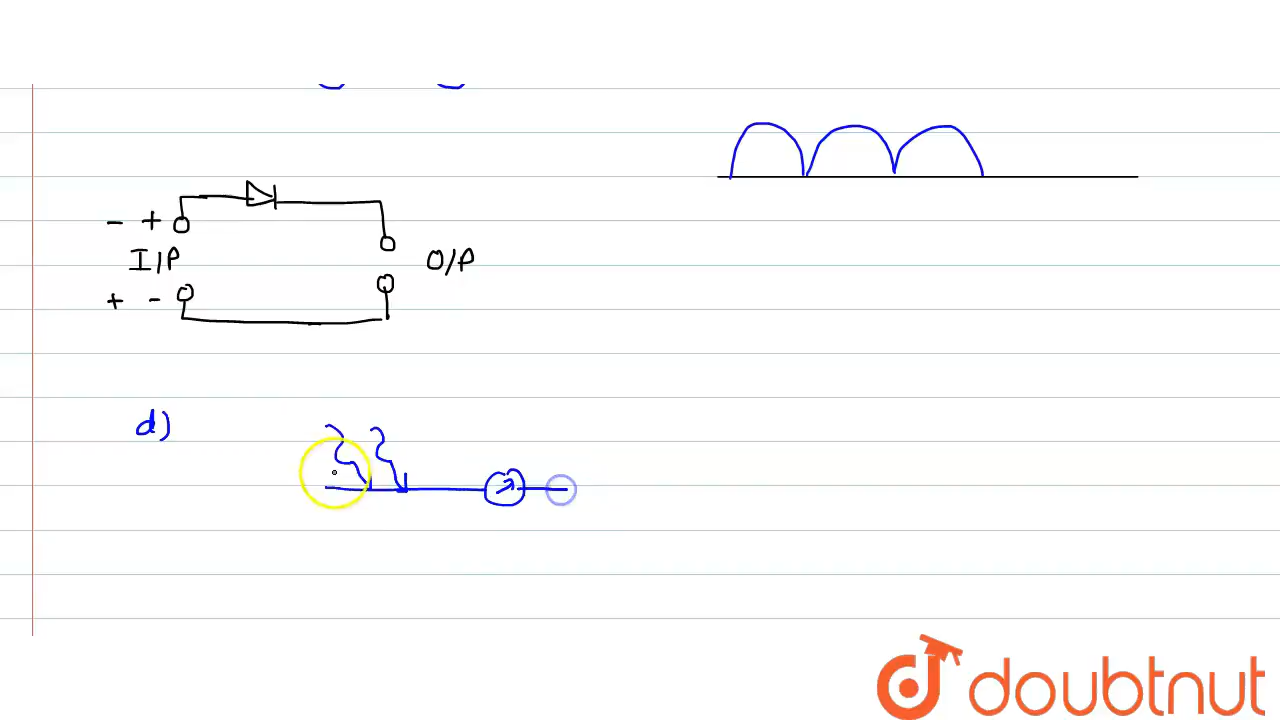 - +
I/P
O/P
+ -
d)
doubtnut